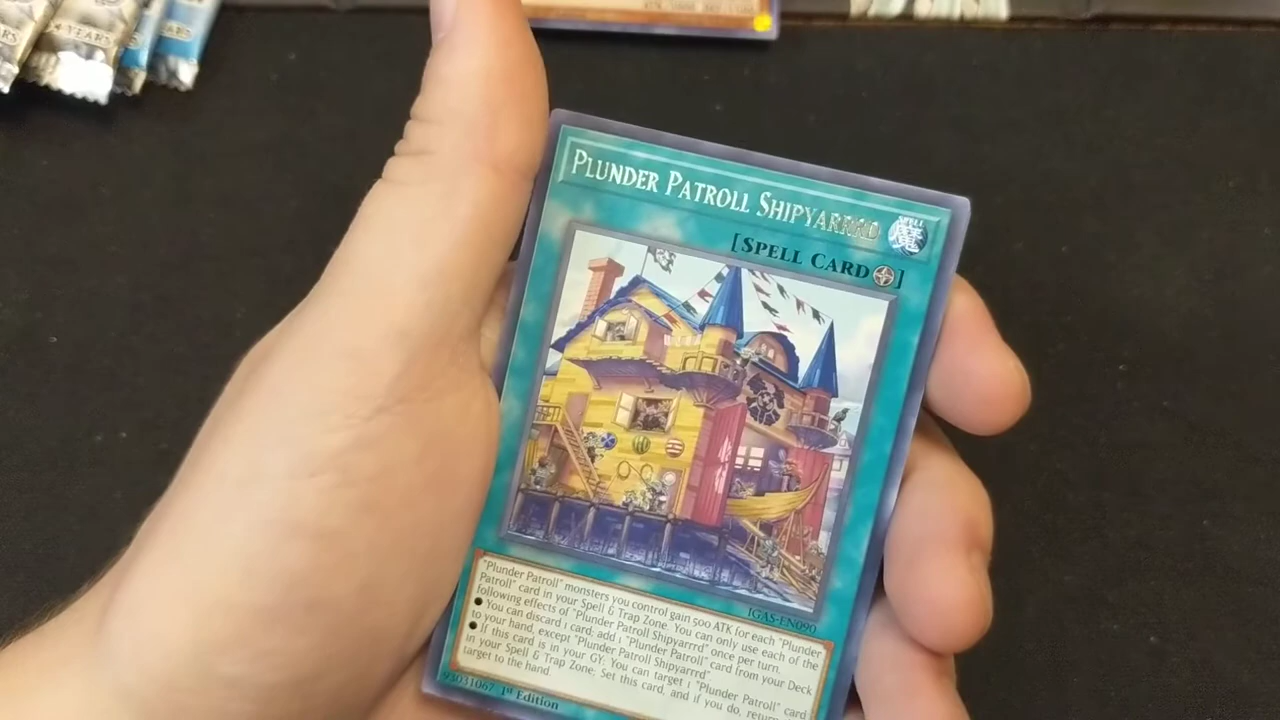 YEARS
PLUNDER PATROLL SHIPYARRRD
SPELL
魔
[SPELL CARD]
IGAS-EN090
"Plunder Patroll" monsters you control gain 500 ATK for each "Plunder
Patroll" card in your Spell & Trap Zone. You can only use each of the
following effects of "Plunder Patroll Shipyarrrd" once per turn.
● You can discard 1 card; add 1 "Plunder Patroll" card from your Deck
to your hand, except "Plunder Patroll Shipyarrrd".
● If this card is in your GY: You can target 1 "Plunder Patroll" card
in your Spell & Trap Zone; Set this card, and if you do, return
target to the hand.
93031067 1st Edition